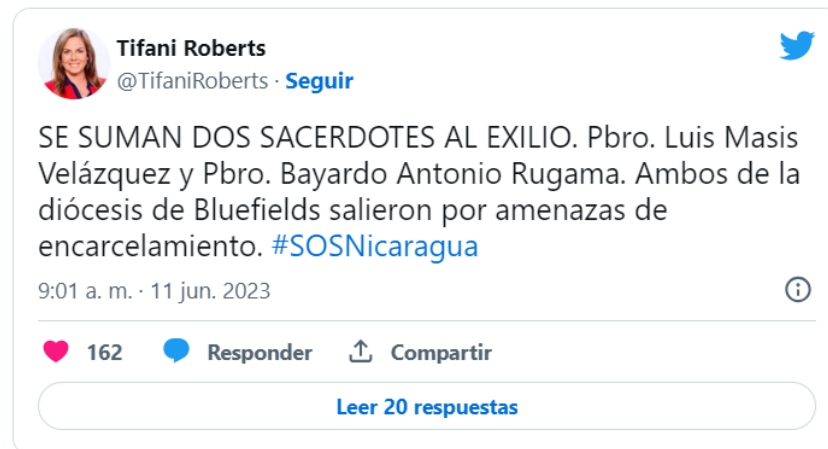 Tifani Roberts
@TifaniRoberts · Seguir
SE SUMAN DOS SACERDOTES AL EXILIO. Pbro. Luis Masis
Velázquez y Pbro. Bayardo Antonio Rugama. Ambos de la
diócesis de Bluefields salieron por amenazas de
encarcelamiento. #SOSNicaragua
9:01 a. m. · 11 jun. 2023
162 Responder Compartir
Leer 20 respuestas